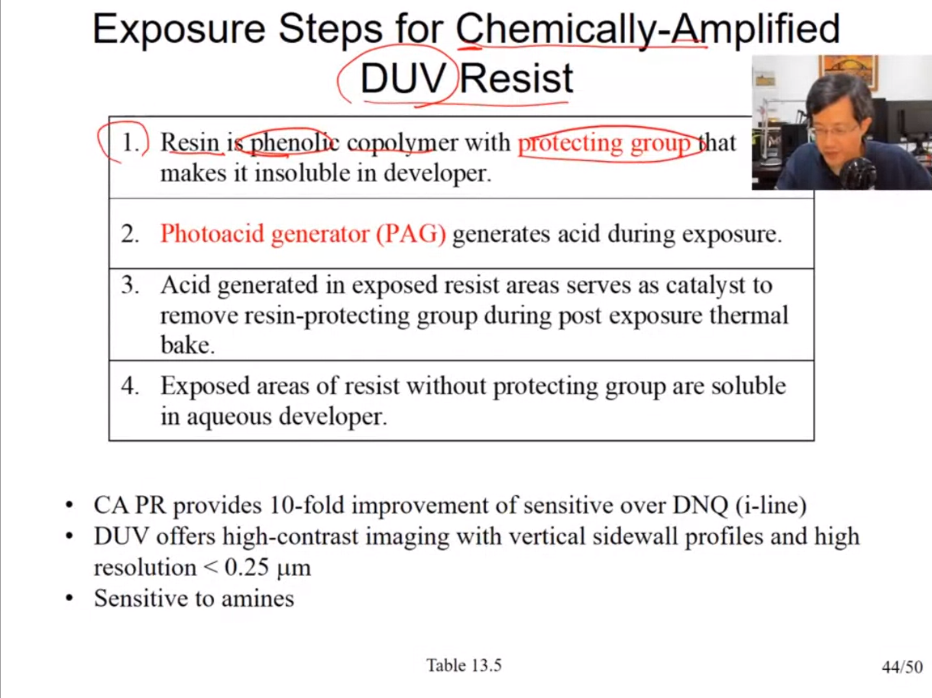 Exposure Steps for Chemically-Amplified
DUV Resist
1. Resin is phenolic copolymer with protecting group that
makes it insoluble in developer.
2. Photoacid generator (PAG) generates acid during exposure.
3. Acid generated in exposed resist areas serves as catalyst to
remove resin-protecting group during post exposure thermal
bake.
4. Exposed areas of resist without protecting group are soluble
in aqueous developer.
• CA PR provides 10-fold improvement of sensitive over DNQ (i-line)
• DUV offers high-contrast imaging with vertical sidewall profiles and high
resolution < 0.25 μm
• Sensitive to amines
Table 13.5
44/50